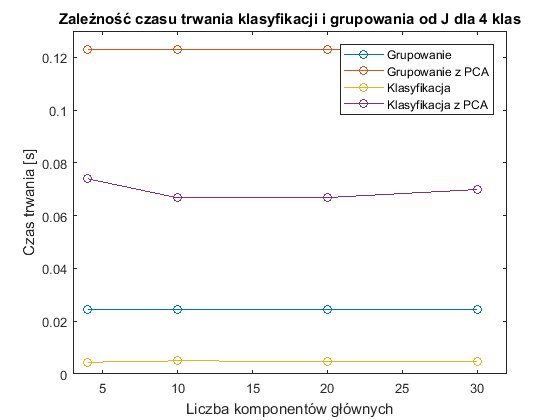 Zależność czasu trwania klasyfikacji i grupowania od J dla 4 klas
Grupowanie
Grupowanie z PCA
Klasyfikacja
Klasyfikacja z PCA
Czas trwania [s]
0.12
0.1
0.08
0.06
0.04
0.02
0
5 10 15 20 25 30
Liczba komponentów głównych